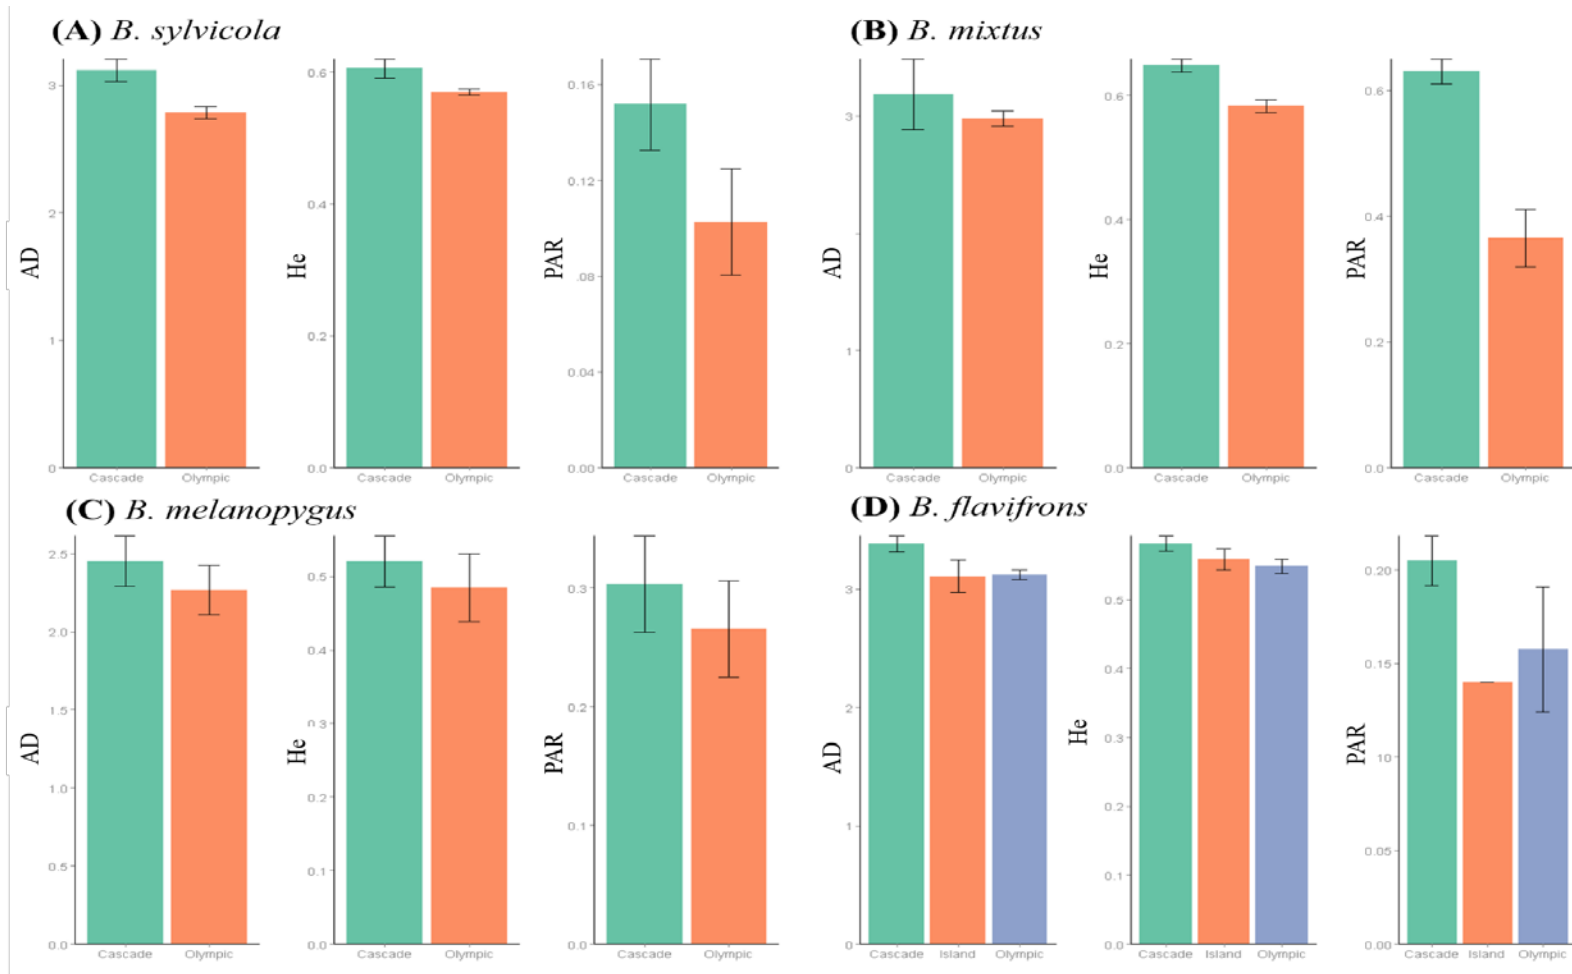 (A) B. sylvicola
AD
3
2
1
0
Cascade Olympic
He
0.6
0.4
0.2
0.0
Cascade Olympic
PAR
0.16
0.12
.08
0.04
0.00
Cascade Olympic
(B) B. mixtus
AD
3
1
0
Cascade Olympic
He
0.6
0.4
0.2
0.0
Cascade Olympic
PAR
0.6
0.4
0.2
0.0
Cascade Olympic
(C) B. melanopygus
AD
2.5
2.0
1.5
1.0
0.5
0.0
Cascade Olympic
He
0.5
0.4
0.3
0.2
0.1
0.0
Cascade Olympic
PAR
0.3
0.2
0.1
0.0
Cascade Olympic
(D) B. flavifrons
AD
3
2
1
0
Cascade Island Olympic
He
0.5
0.4
0.3
0.2
0.1
0.0
Cascade Island Olympic
PAR
0.20
0.15
10
0.05
0.00
Cascade Island Olympic